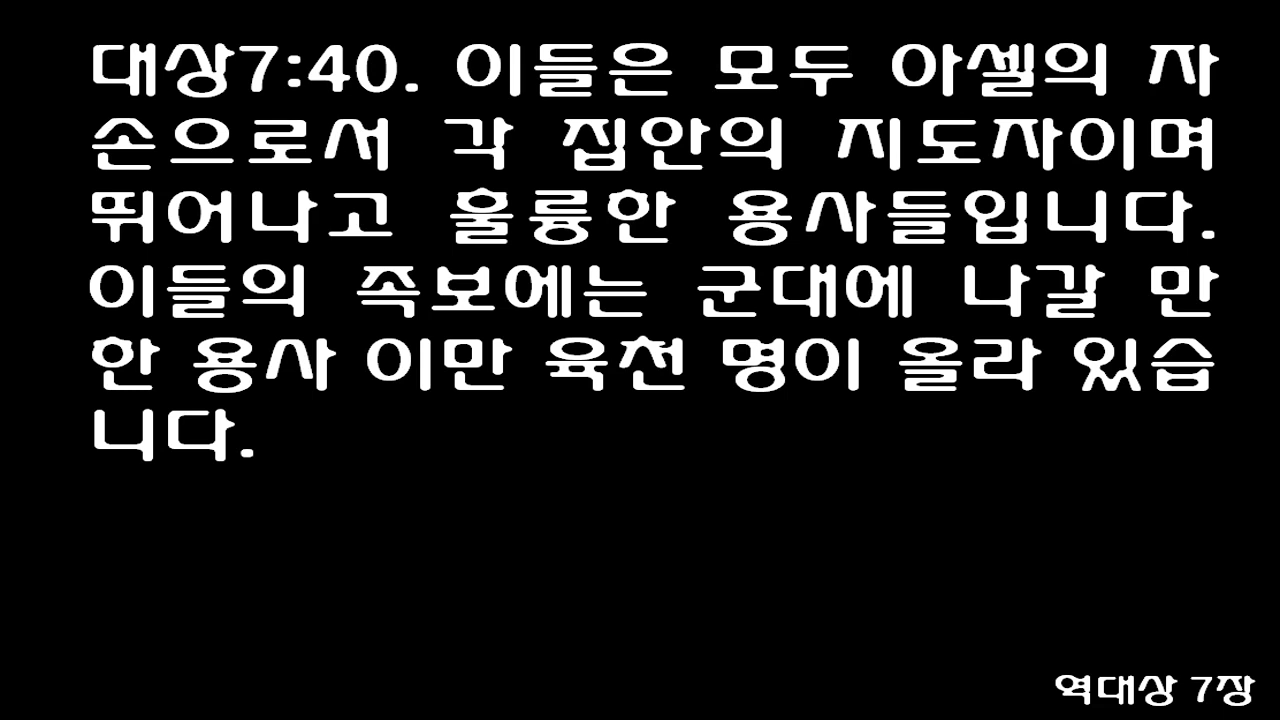 대상7:40. 이들은 모두 아셀의 자
손으로서 각 집안의 지도자이며
뛰어나고 훌륭한 용사들입니다.
이들의 족보에는 군대에 나갈 만
한 용사 이만 육천 명이 올라 있습
니다.
역대상 7장